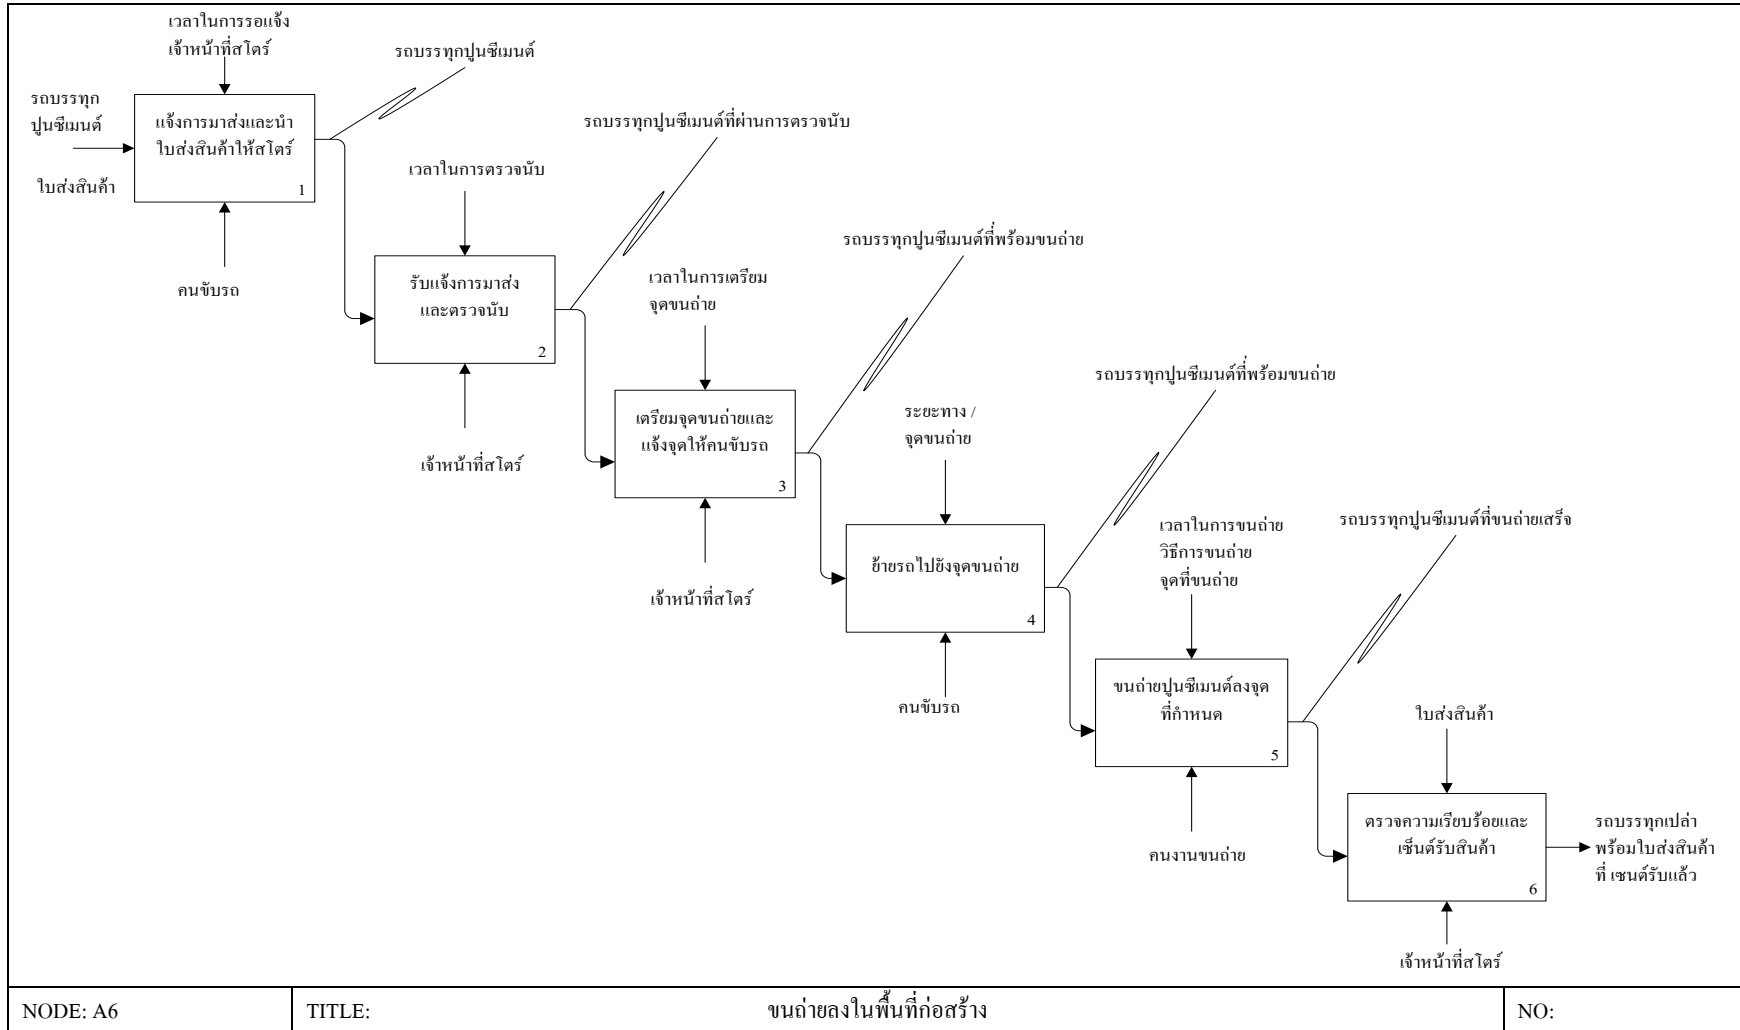 เวลาในการรอแจ้ง
เจ้าหน้าที่สโตร์
รถบรรทุกปูนซีเมนต์
รถบรรทุก
ปูนซีเมนต์
ใบส่งสินค้า
แจ้งการมาส่งและนำ
ใบส่งสินค้าให้สโตร์
1
คนขับรถ
รถบรรทุกปูนซีเมนต์ที่ผ่านการตรวจนับ
เวลาในการตรวจนับ
รับแจ้งการมาส่ง
และตรวจนับ
2
เจ้าหน้าที่สโตร์
รถบรรทุกปูนซีเมนต์ที่พร้อมขนถ่าย
เวลาในการเตรียม
จุดขนถ่าย
เตรียมจุดขนถ่ายและ
แจ้งจุดให้คนขับรถ
3
เจ้าหน้าที่สโตร์
รถบรรทุกปูนซีเมนต์ที่พร้อมขนถ่าย
ระยะทาง /
จุดขนถ่าย
ย้ายรถไปยังจุดขนถ่าย
4
คนขับรถ
รถบรรทุกปูนซีเมนต์ที่ขนถ่ายเสร็จ
เวลาในการขนถ่าย
วิธีการขนถ่าย
จุดที่ขนถ่าย
ขนถ่ายปูนซีเมนต์ลงจุด
ที่กำหนด
5
คนงานขนถ่าย
ใบส่งสินค้า
ตรวจความเรียบร้อยและ
เซ็นต์รับสินค้า
6
รถบรรทุกเปล่า
พร้อมใบส่งสินค้า
ที่ เซนต์รับแล้ว
เจ้าหน้าที่สโตร์
NODE: A6
TITLE:
ขนถ่ายลงในพื้นที่ก่อสร้าง
NO: